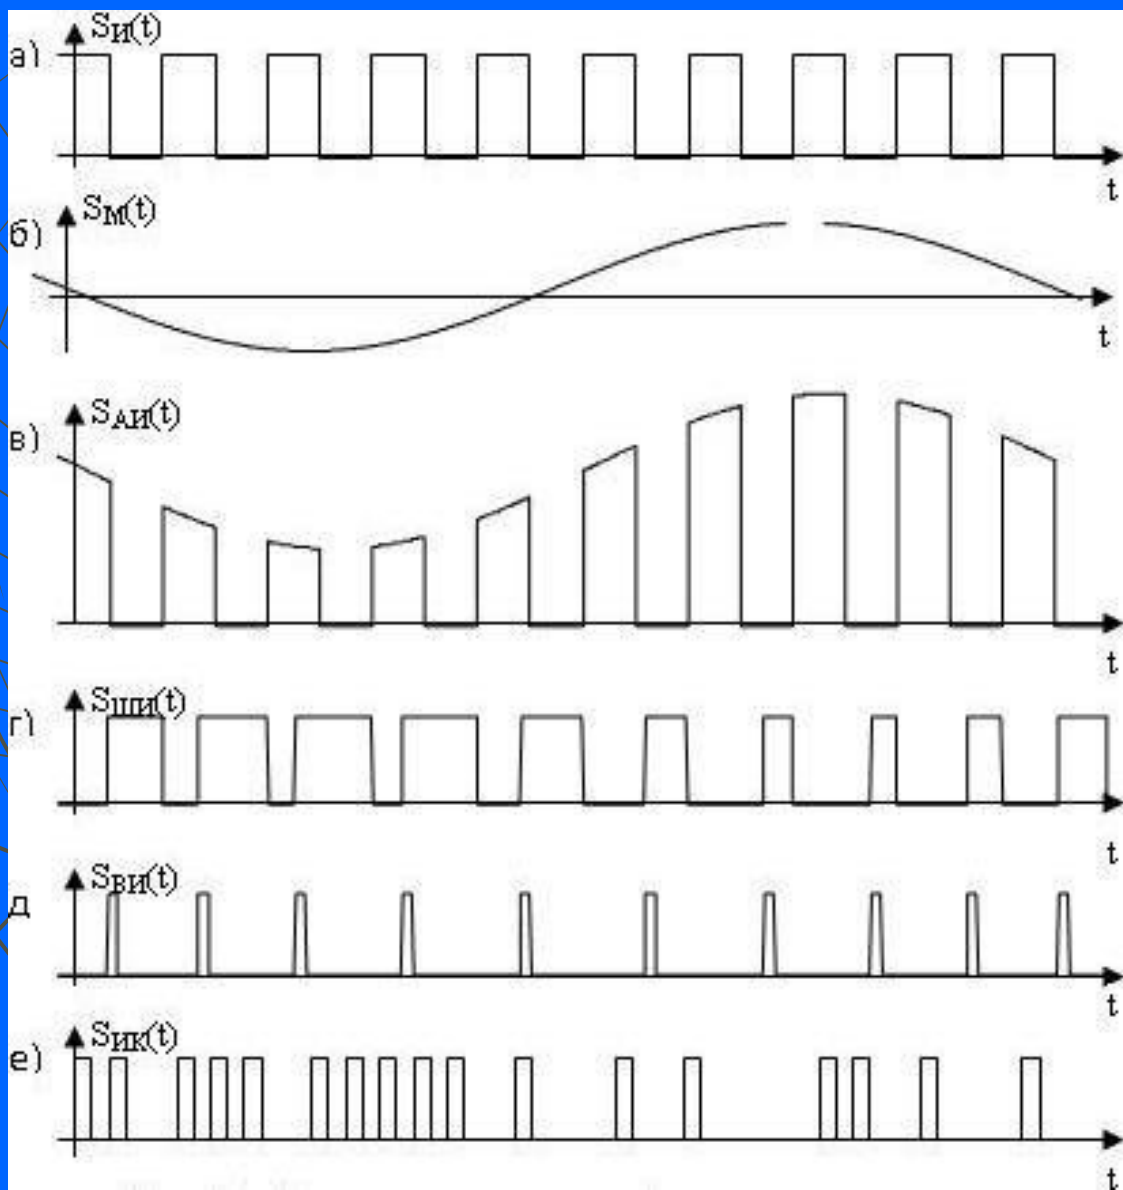 а) SИ(t)
t
б) SМ(t)
t
в) SАИ(t)
t
г) SШИ(t)
t
д SВИ(t)
t
е) SИК(t)
t